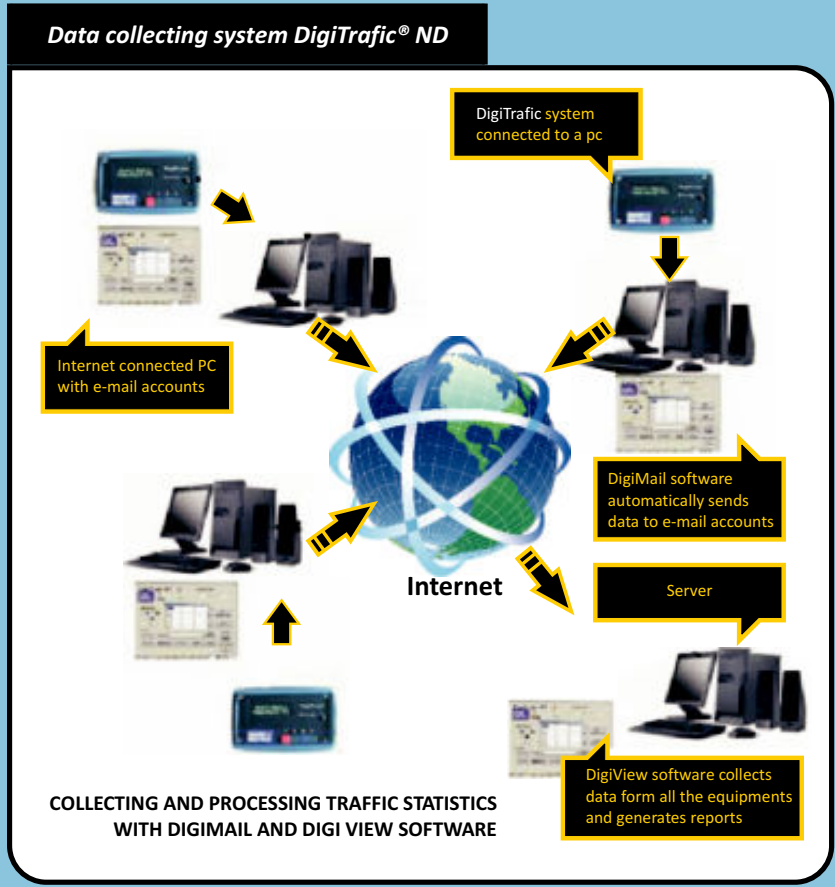 Data collecting system DigiTrafic® ND
DigiTrafic system
connected to a pc
Internet connected PC
with e-mail accounts
DigiMail software
automatically sends
data to e-mail accounts
Internet
Server
DigiView software collects
data form all the equipments
and generates reports
COLLECTING AND PROCESSING TRAFFIC STATISTICS
WITH DIGIMAIL AND DIGI VIEW SOFTWARE